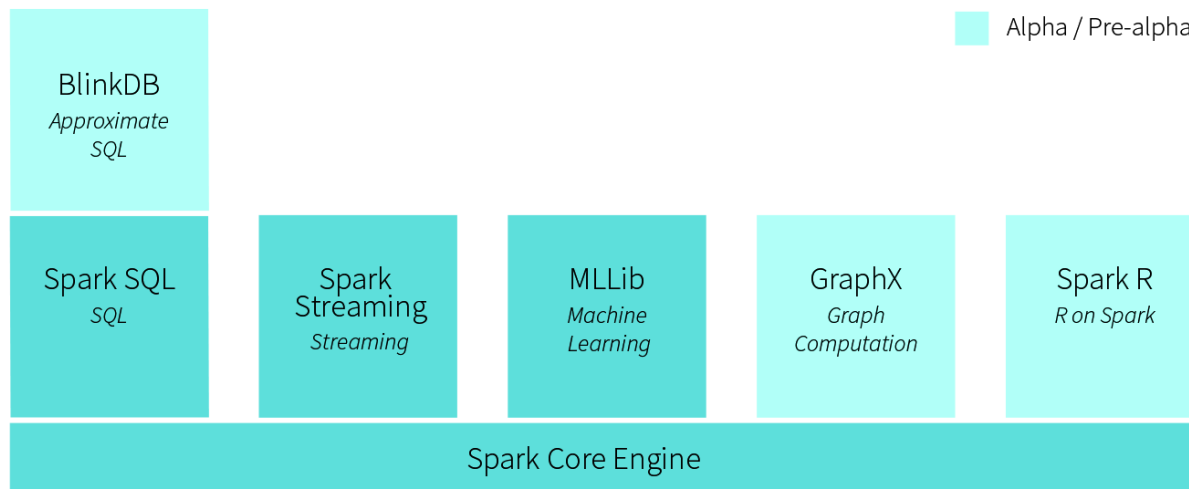 Alpha / Pre-alpha
BlinkDB
Approximate
SQL
Spark SQL
SQL
Spark
Streaming
Streaming
MLLib
Machine
Learning
GraphX
Graph
Computation
Spark R
R on Spark
Spark Core Engine